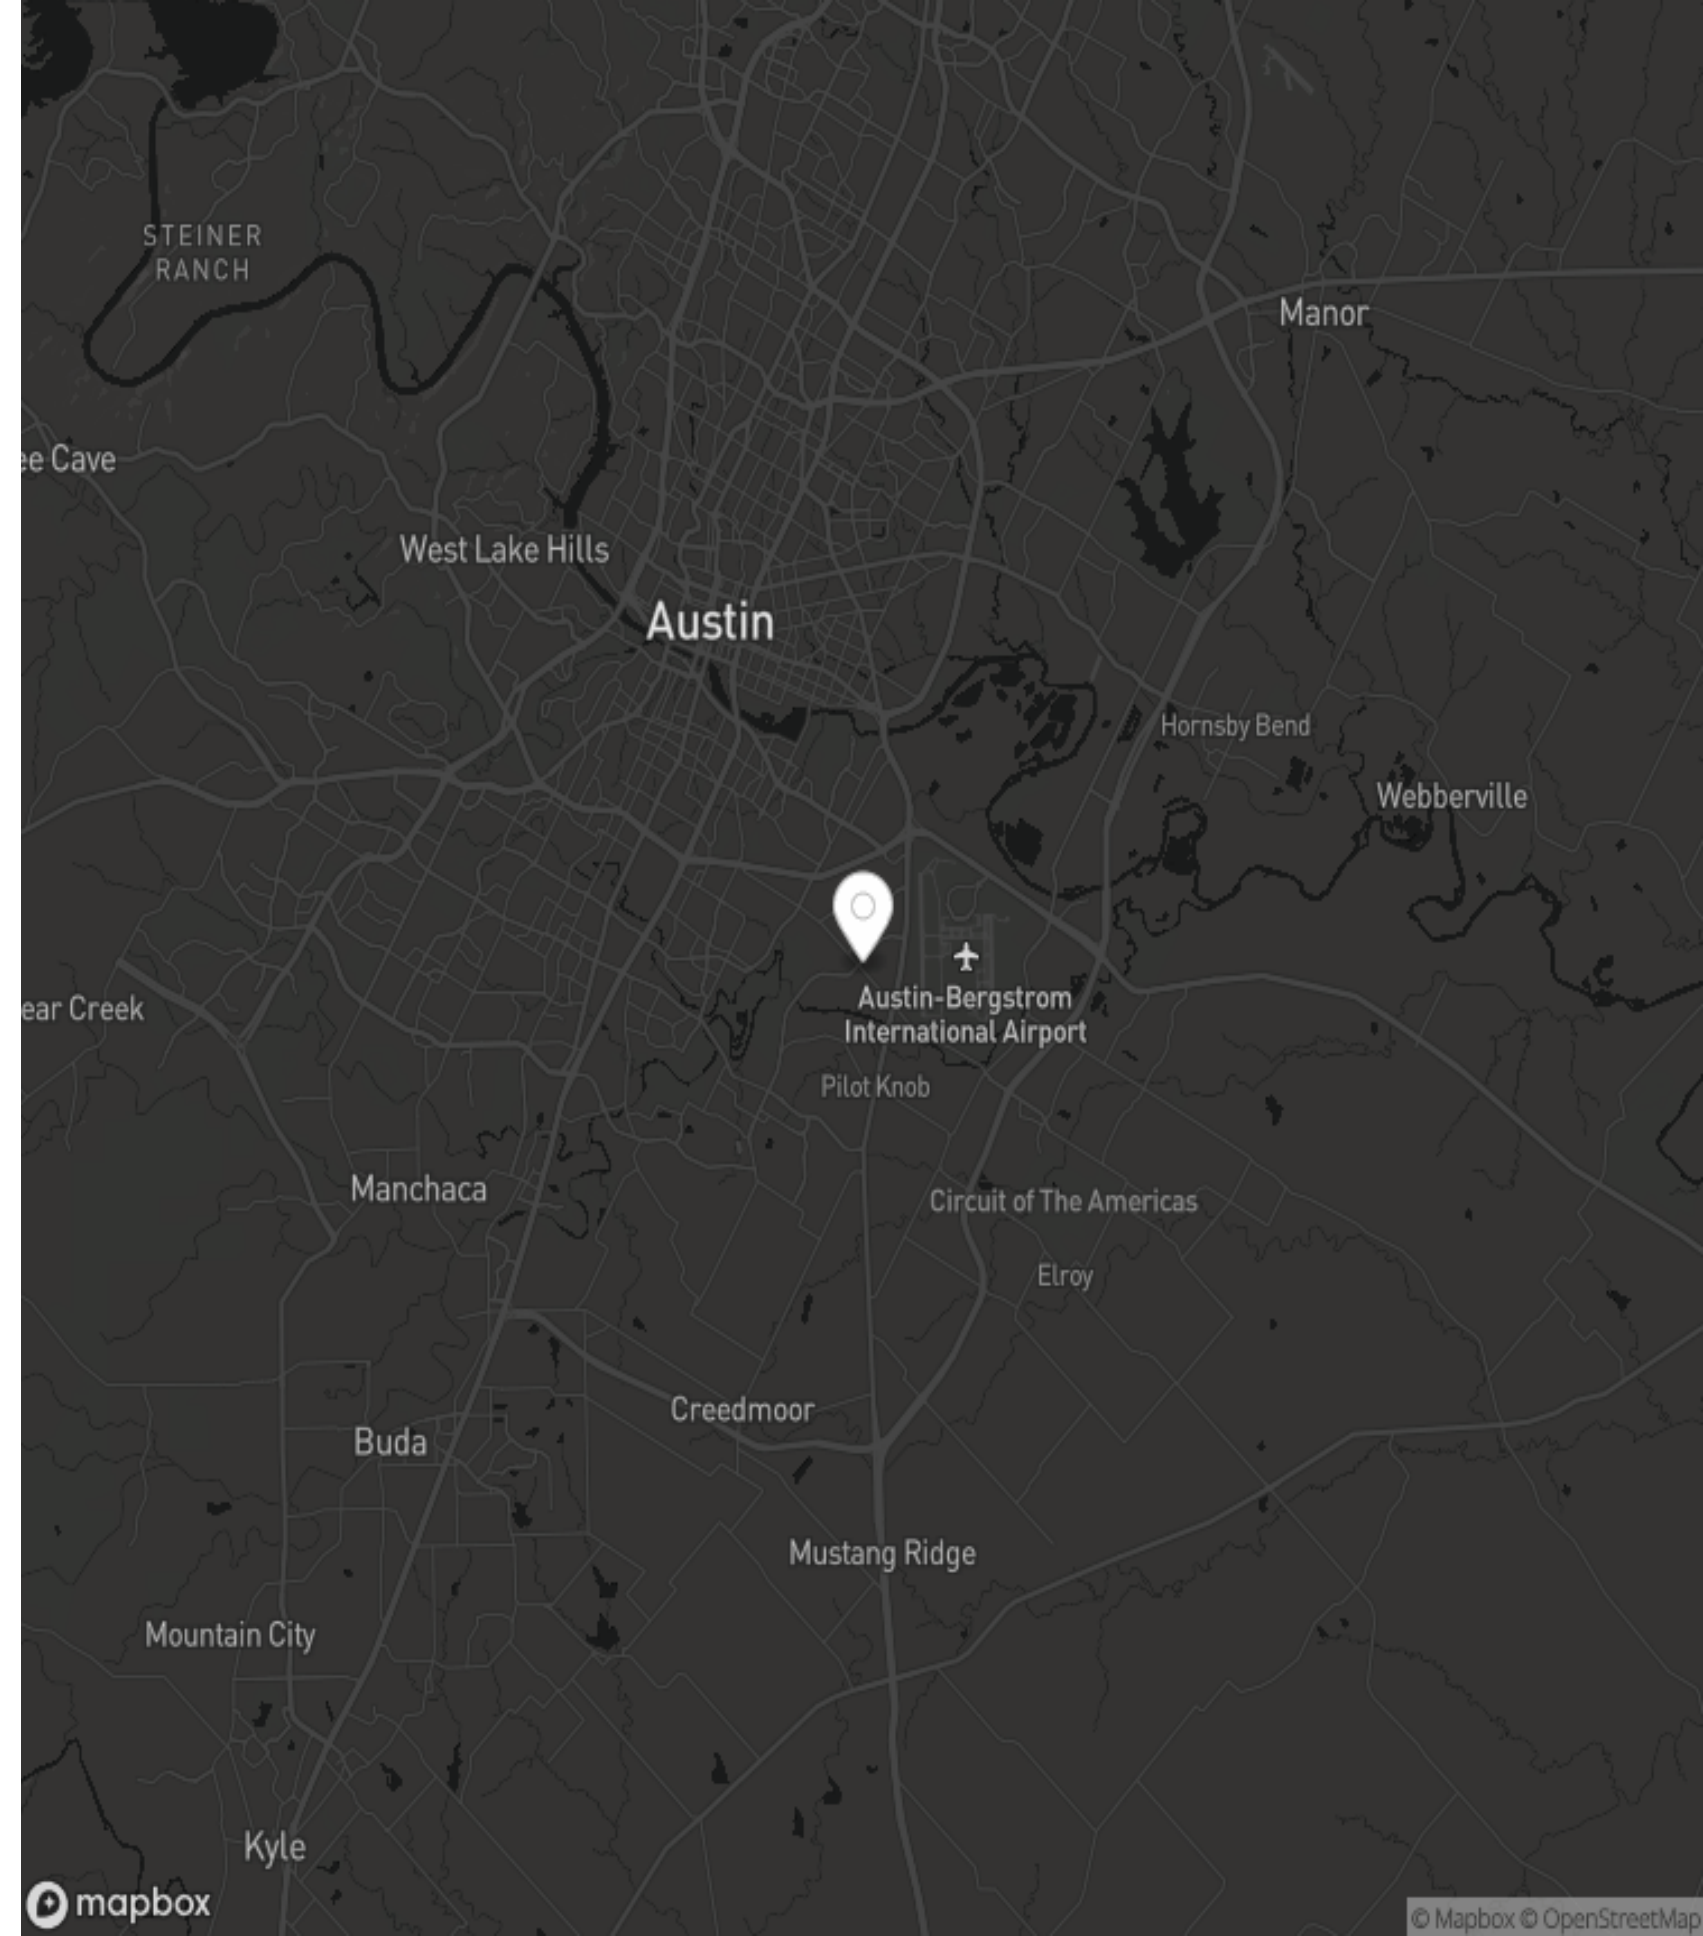 STEINER
RANCH
Manor
ee Cave
West Lake Hills
Austin
Hornsby Bend
Webberville
Austin-Bergstrom
International Airport
ear Creek
Pilot Knob
Manchaca
Circuit of The Americas
Elroy
Creedmoor
Buda
Mustang Ridge
Mountain City
Kyle
mapbox
© Mapbox © OpenStreetMap